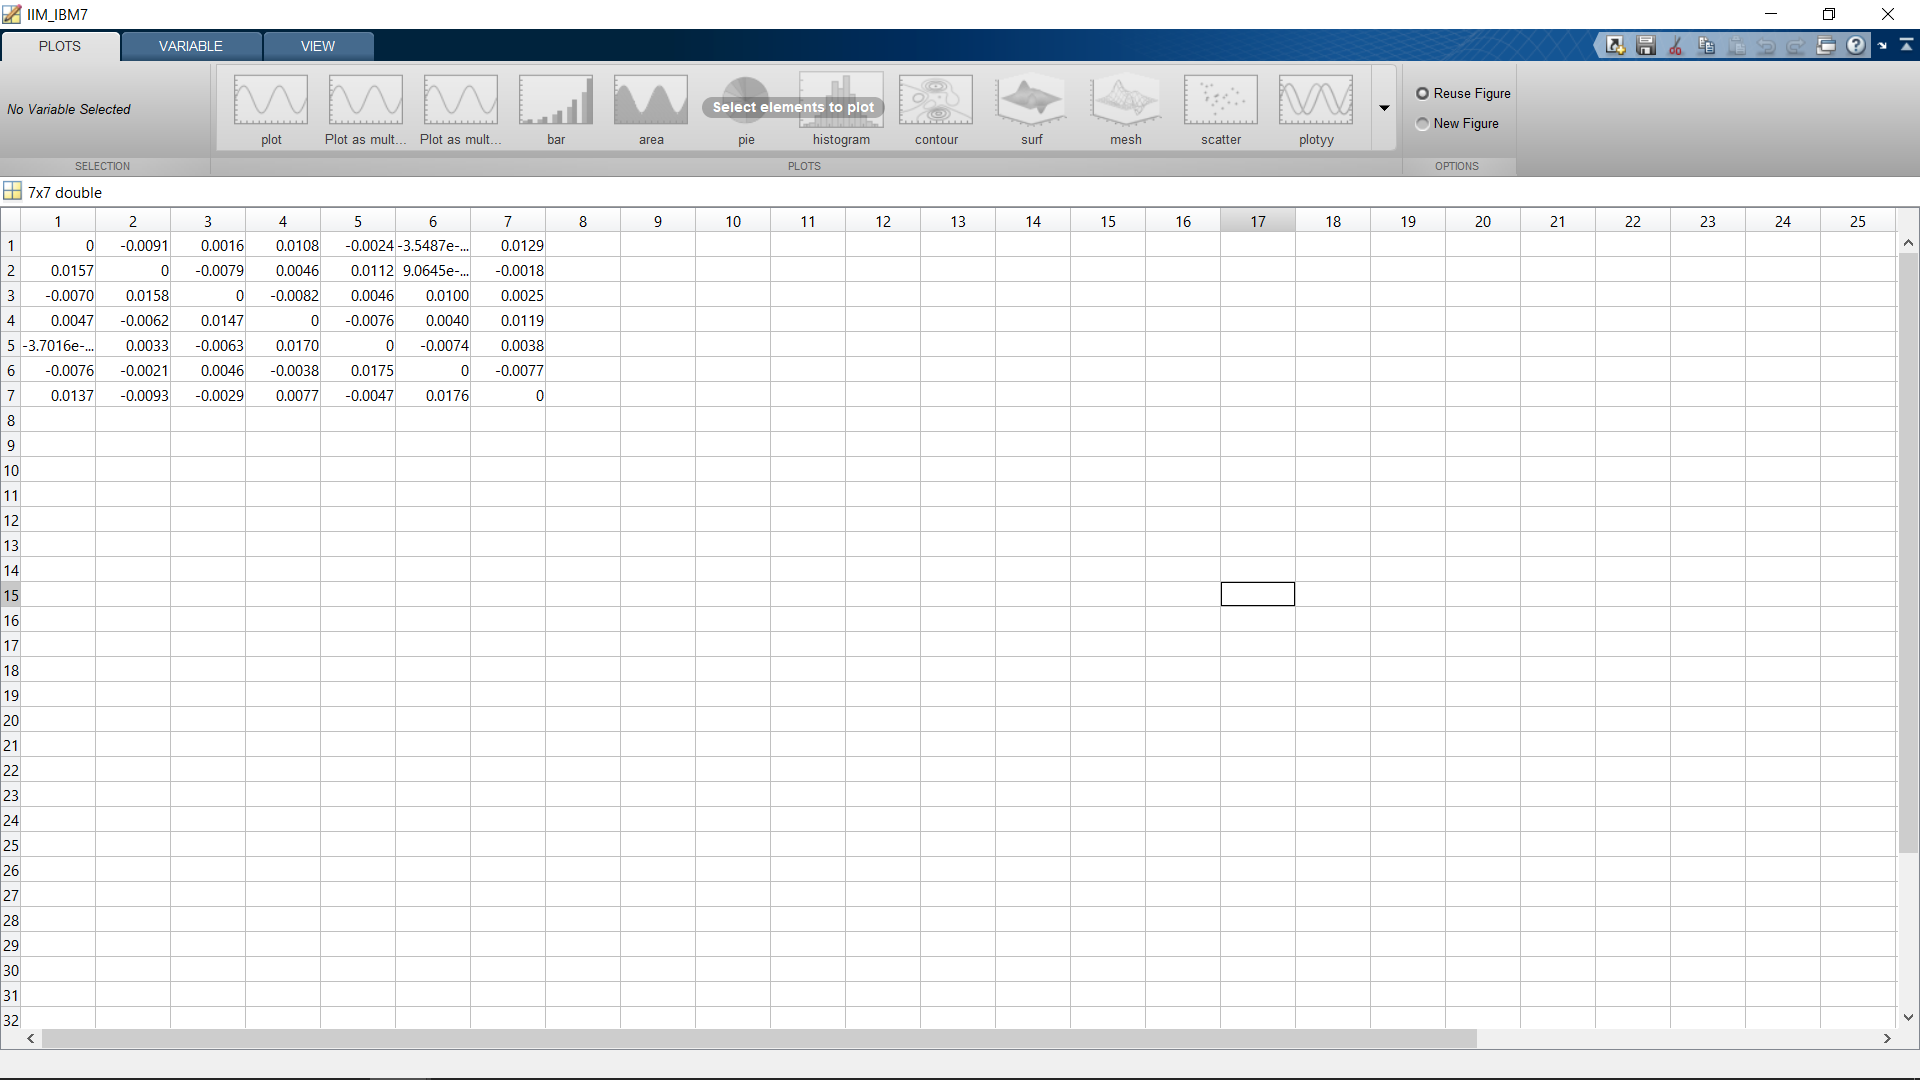 IIM_IBM7
PLOTS VARIABLE VIEW
No Variable Selected
Select elements to plot
plot Plot as mult... Plot as mult... bar area pie histogram contour surf mesh scatter plotyy
Reuse Figure
New Figure
SELECTION PLOTS OPTIONS
7x7 double
1 2 3 4 5 6 7 8 9 10 11 12 13 14 15 16 17 18 19 20 21 22 23 24 25
1 0 -0.0091 0.0016 0.0108 -0.0024 -3.5487e-... 0.0129
2 0.0157 0 -0.0079 0.0046 0.0112 9.0645e-... -0.0018
3 -0.0070 0.0158 0 -0.0082 0.0046 0.0100 0.0025
4 0.0047 -0.0062 0.0147 0 -0.0076 0.0040 0.0119
5 -3.7016e-... 0.0033 -0.0063 0.0170 0 -0.0074 0.0038
6 -0.0076 -0.0021 0.0046 -0.0038 0.0175 0 -0.0077
7 0.0137 -0.0093 -0.0029 0.0077 -0.0047 0.0176 0
8
9
10
11
12
13
14
15
16
17
18
19
20
21
22
23
24
25
26
27
28
29
30
31
32